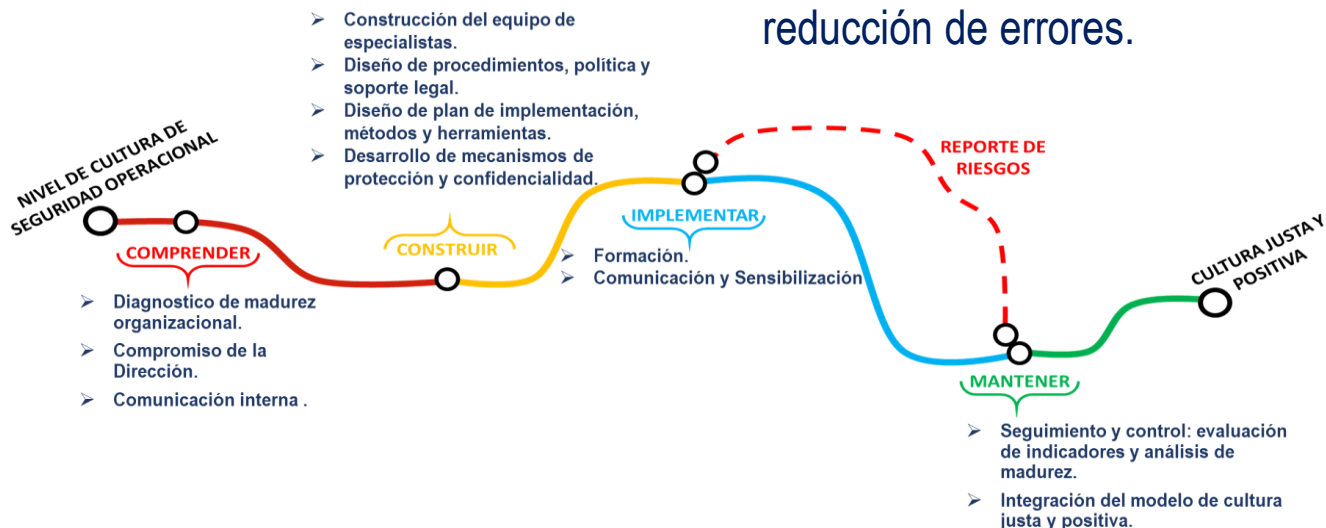 reducción de errores.
➢ Construcción del equipo de
especialistas.
➢ Diseño de procedimientos, política y
soporte legal.
➢ Diseño de plan de implementación,
métodos y herramientas.
➢ Desarrollo de mecanismos de
protección y confidencialidad.
NIVEL DE CULTURA DE
SEGURIDAD OPERACIONAL
COMPRENDER
➢ Diagnostico de madurez
organizacional.
➢ Compromiso de la
Dirección.
➢ Comunicación interna .
CONSTRUIR
IMPLEMENTAR
➢ Formación.
➢ Comunicación y Sensibilización
REPORTE DE
RIESGOS
MANTENER
➢ Seguimiento y control: evaluación
de indicadores y análisis de
madurez.
➢ Integración del modelo de cultura
justa y positiva.
CULTURA JUSTA Y
POSITIVA